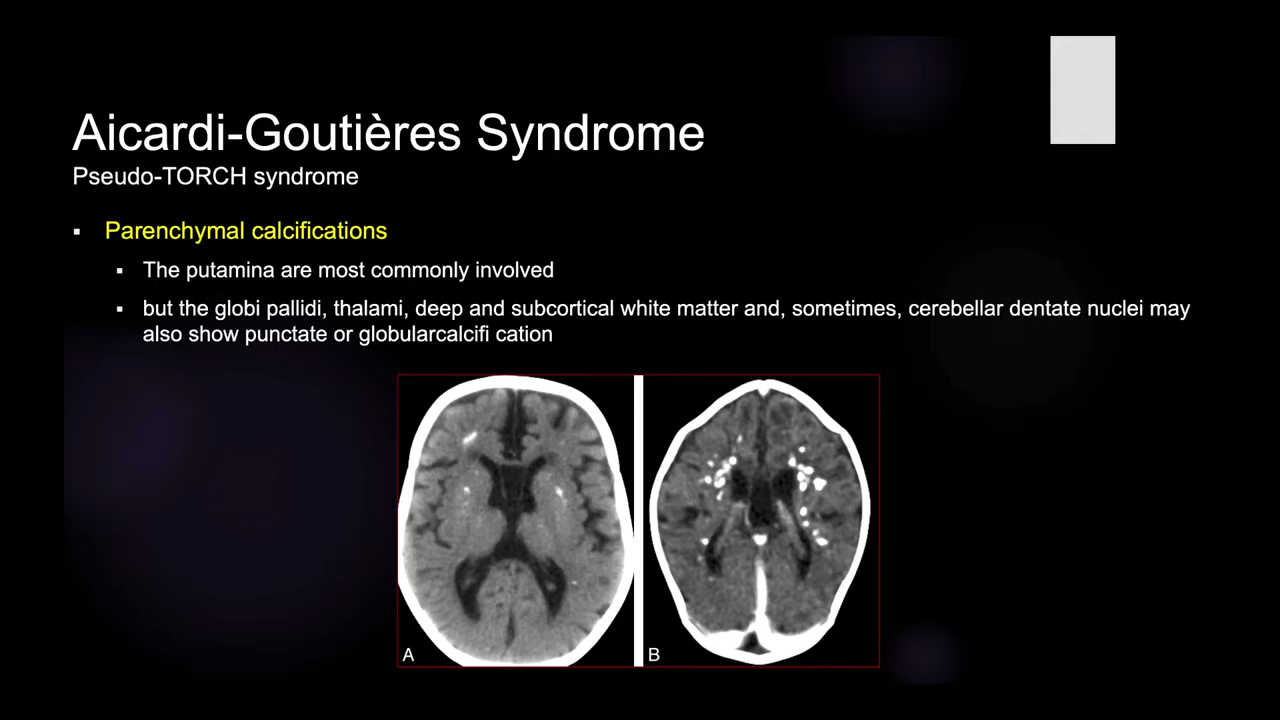 Aicardi-Goutières Syndrome
Pseudo-TORCH syndrome
▪ Parenchymal calcifications
▪ The putamina are most commonly involved
▪ but the globi pallidi, thalami, deep and subcortical white matter and, sometimes, cerebellar dentate nuclei may
also show punctate or globularcalcifi cation
A
B